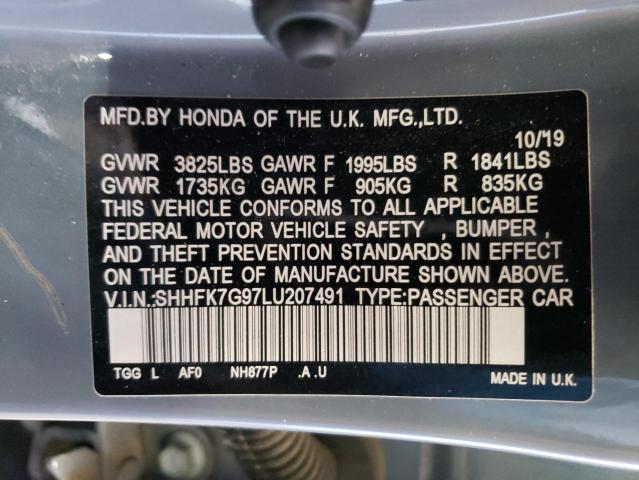 MFD.BY HONDA OF THE U.K. MFG.,LTD.
10/19
GVWR 3825LBS GAWR F 1995LBS R 1841LBS
GVWR 1735KG GAWR F 905KG R 835KG
THIS VEHICLE CONFORMS TO ALL APPLICABLE
FEDERAL MOTOR VEHICLE SAFETY , BUMPER ,
AND THEFT PREVENTION STANDARDS IN EFFECT
ON THE DATE OF MANUFACTURE SHOWN ABOVE.
V.I.N.:SHHFK7G97LU207491 TYPE:PASSENGER CAR
TGG L AF0 NH877P .A .U
MADE IN U.K.